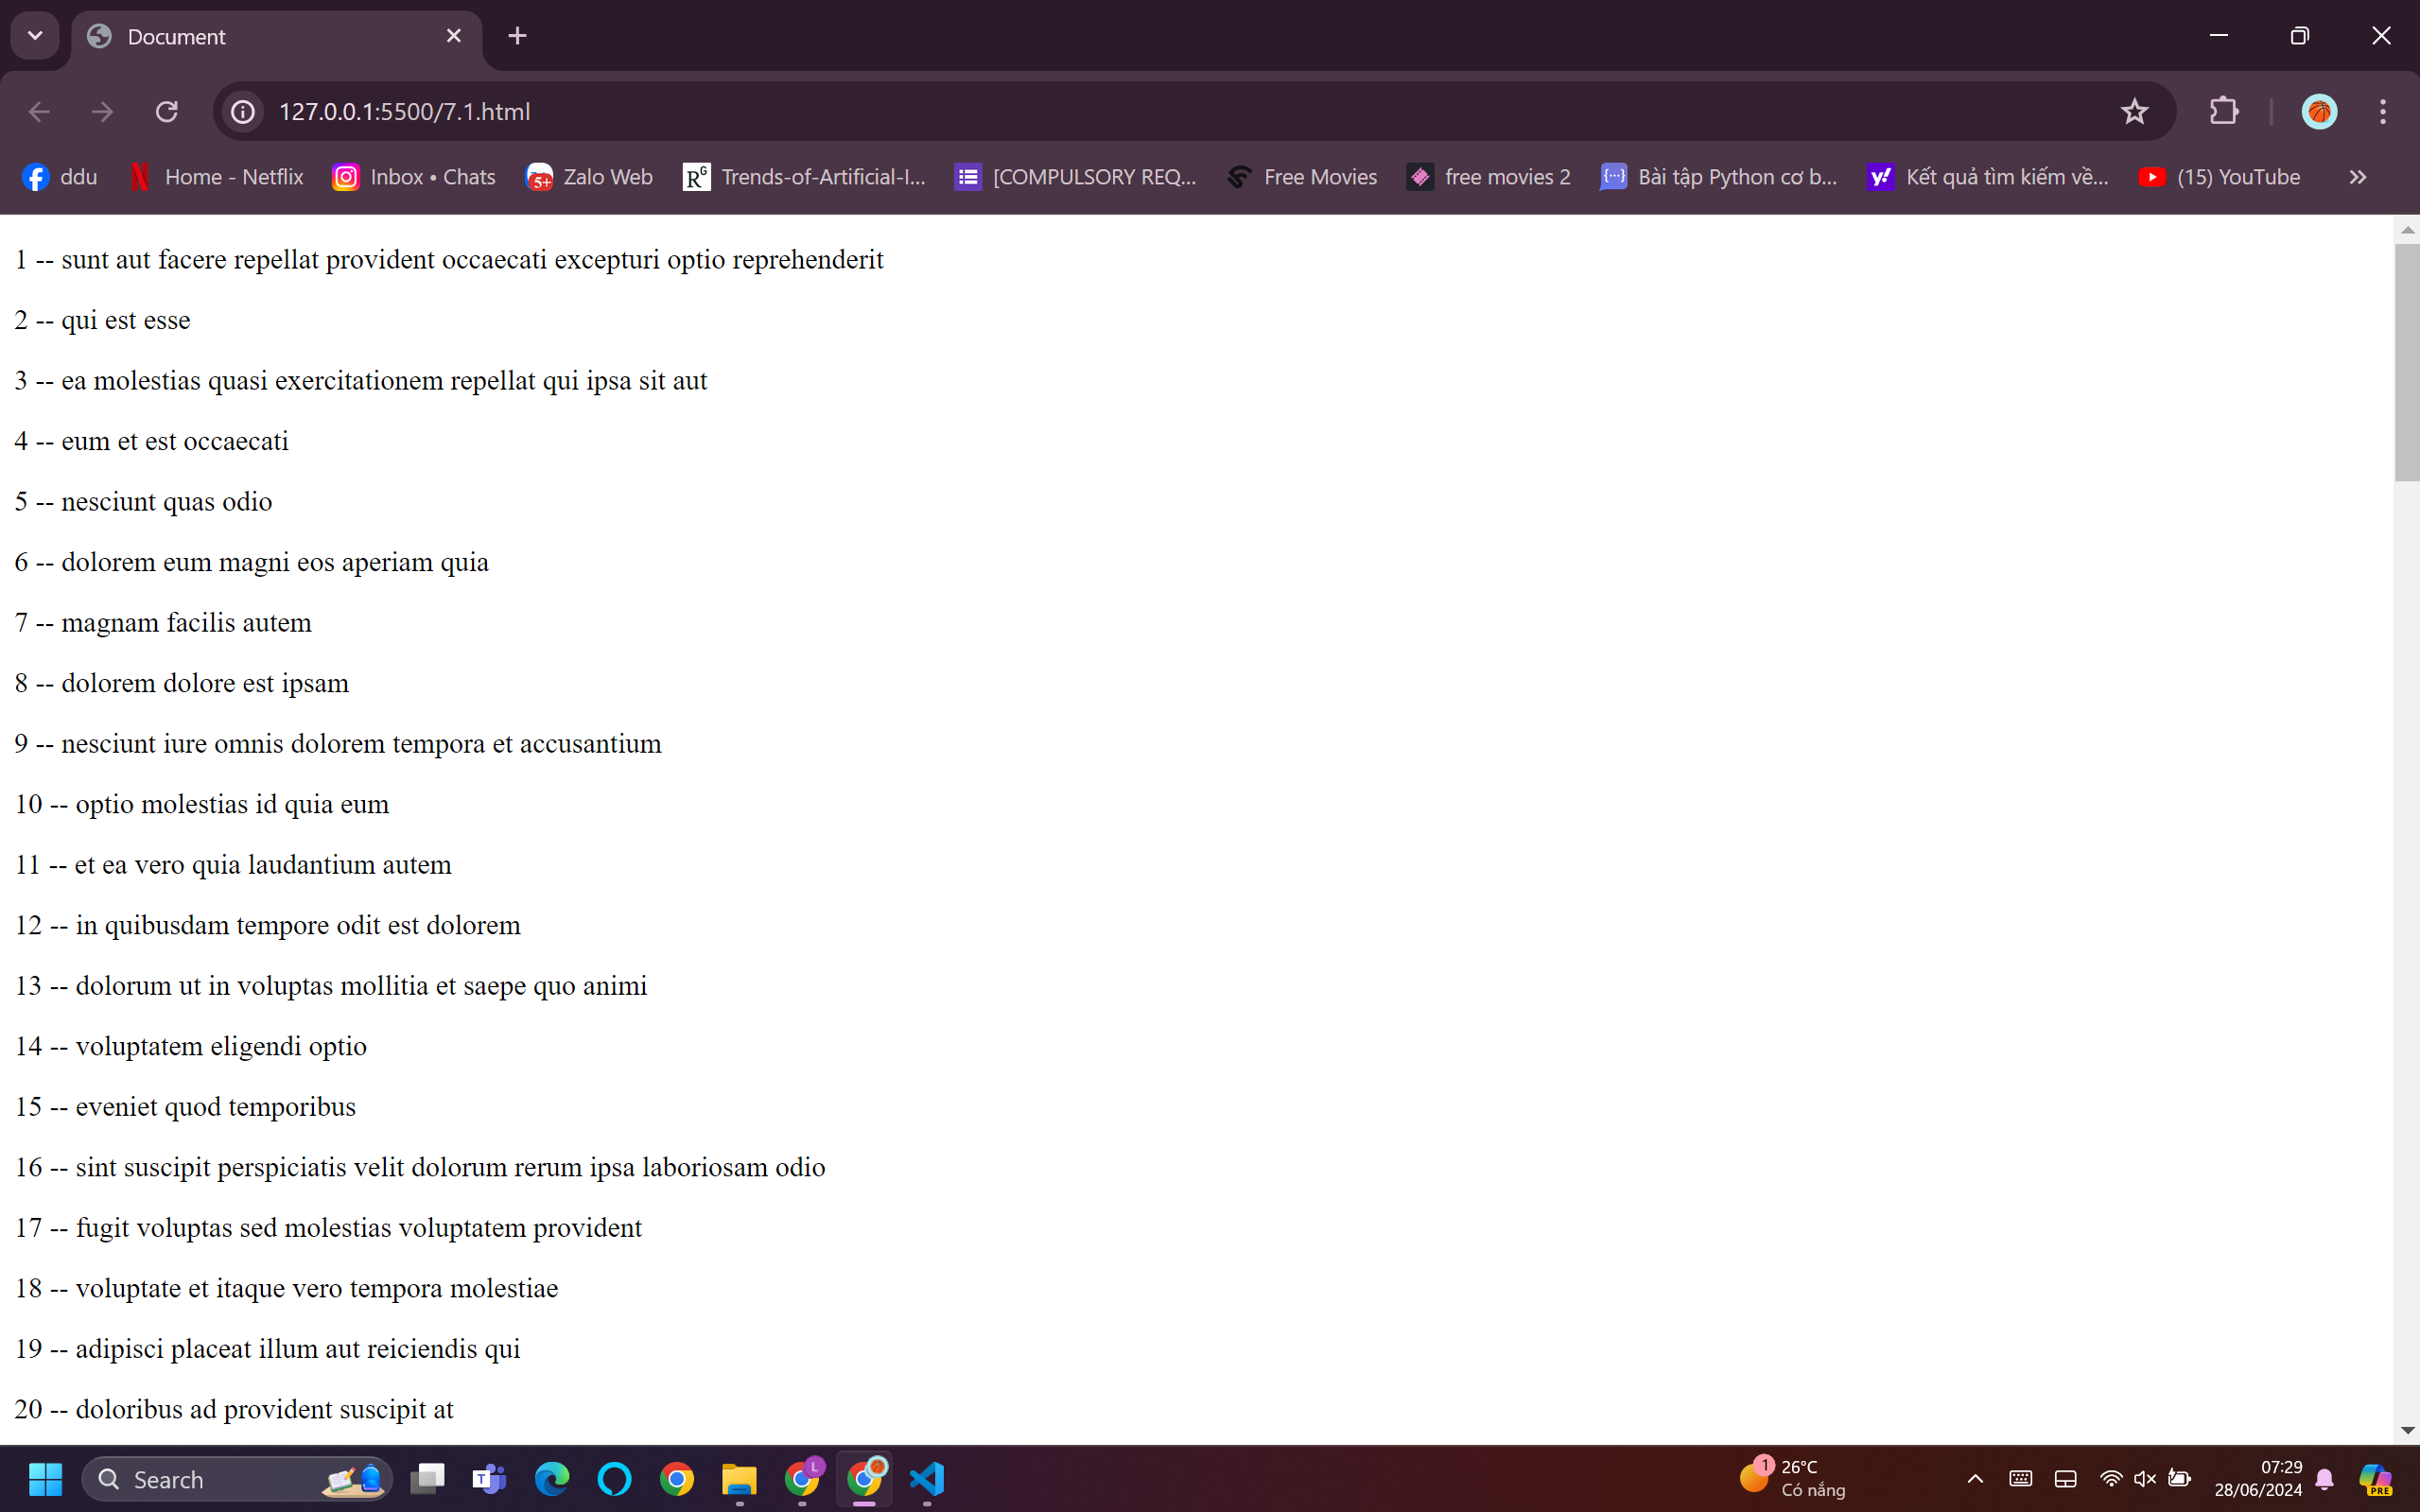 Document
127.0.0.1:5500/7.1.html
ddu
Home - Netflix
Inbox • Chats
5+ Zalo Web
RG Trends-of-Artificial-I...
[COMPULSORY REQ...
Free Movies
free movies 2
Bài tập Python cơ b...
y! Kết quả tìm kiếm về...
(15) YouTube
1 -- sunt aut facere repellat provident occaecati excepturi optio reprehenderit
2 -- qui est esse
3 -- ea molestias quasi exercitationem repellat qui ipsa sit aut
4 -- eum et est occaecati
5 -- nesciunt quas odio
6 -- dolorem eum magni eos aperiam quia
7 -- magnam facilis autem
8 -- dolorem dolore est ipsam
9 -- nesciunt iure omnis dolorem tempora et accusantium
10 -- optio molestias id quia eum
11 -- et ea vero quia laudantium autem
12 -- in quibusdam tempore odit est dolorem
13 -- dolorum ut in voluptas mollitia et saepe quo animi
14 -- voluptatem eligendi optio
15 -- eveniet quod temporibus
16 -- sint suscipit perspiciatis velit dolorum rerum ipsa laboriosam odio
17 -- fugit voluptas sed molestias voluptatem provident
18 -- voluptate et itaque vero tempora molestiae
19 -- adipisci placeat illum aut reiciendis qui
20 -- doloribus ad provident suscipit at
Search
T
L
1
26°C
Có nắng
07:29
28/06/2024
PRE